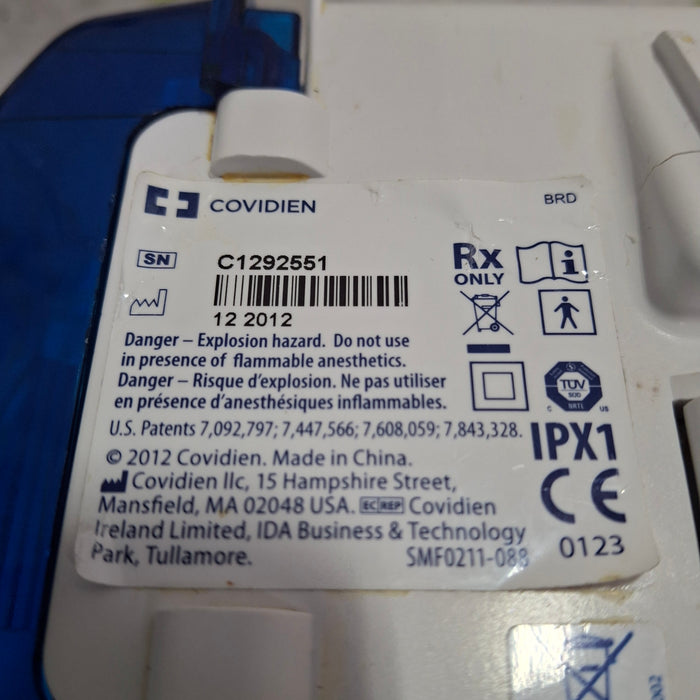 COVIDIEN
BRD
SN
C1292551
12 2012
Rx
ONLY
Danger – Explosion hazard. Do not use
in presence of flammable anesthetics.
Danger – Risque d'explosion. Ne pas utiliser
en présence d'anesthésiques inflammables.
TÜV
SÜD
C NRTL US
U.S. Patents 7,092,797; 7,447,566; 7,608,059; 7,843,328.
IPX1
© 2012 Covidien. Made in China.
Covidien llc, 15 Hampshire Street,
Mansfield, MA 02048 USA. EC REP Covidien
Ireland Limited, IDA Business & Technology
Park, Tullamore. SMF0211-088
CE
0123